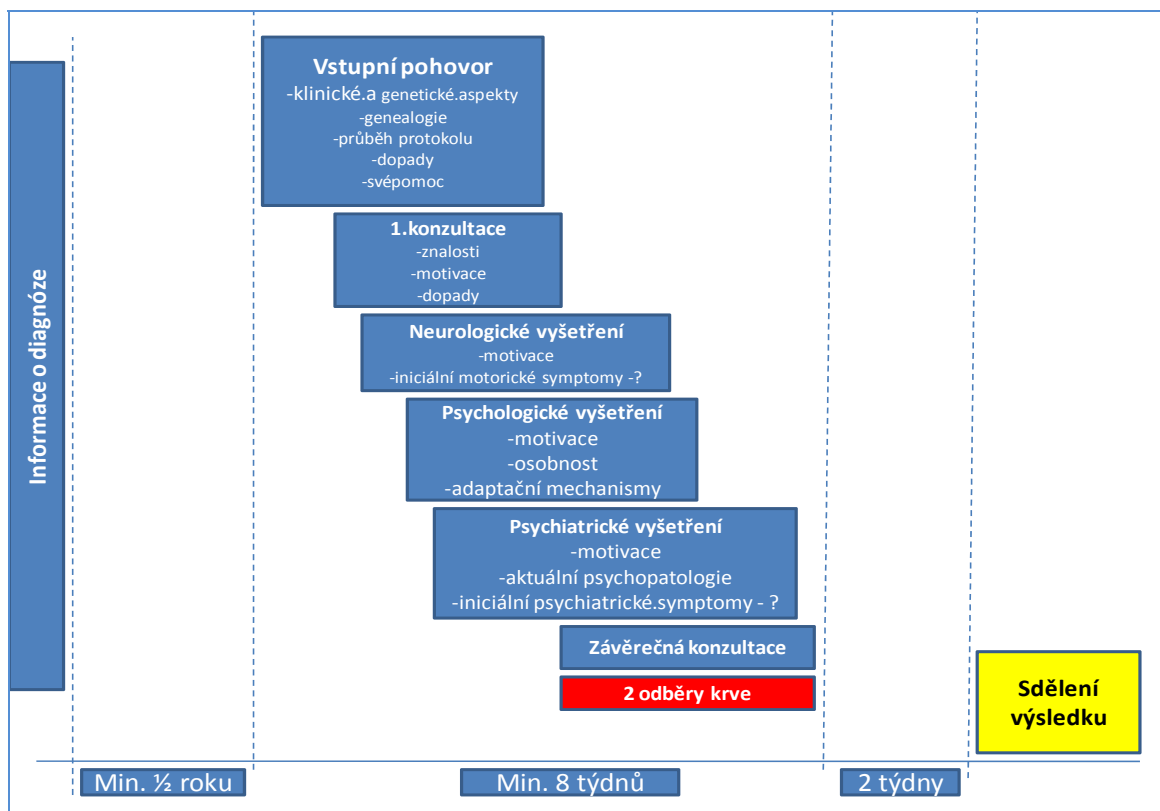 Informace o diagnóze
Vstupní pohovor
-klinické.a genetické.aspekty
-genealogie
-průběh protokolu
-dopady
-svépomoc
1.konzultace
-znalosti
-motivace
-dopady
Neurologické vyšetření
-motivace
-iniciální motorické symptomy -?
Psychologické vyšetření
-motivace
-osobnost
-adaptační mechanismy
Psychiatrické vyšetření
-motivace
-aktuální psychopatologie
-iniciální psychiatrické.symptomy - ?
Závěrečná konzultace
2 odběry krve
Sdělení
výsledku
Min. ½ roku
Min. 8 týdnů
2 týdny